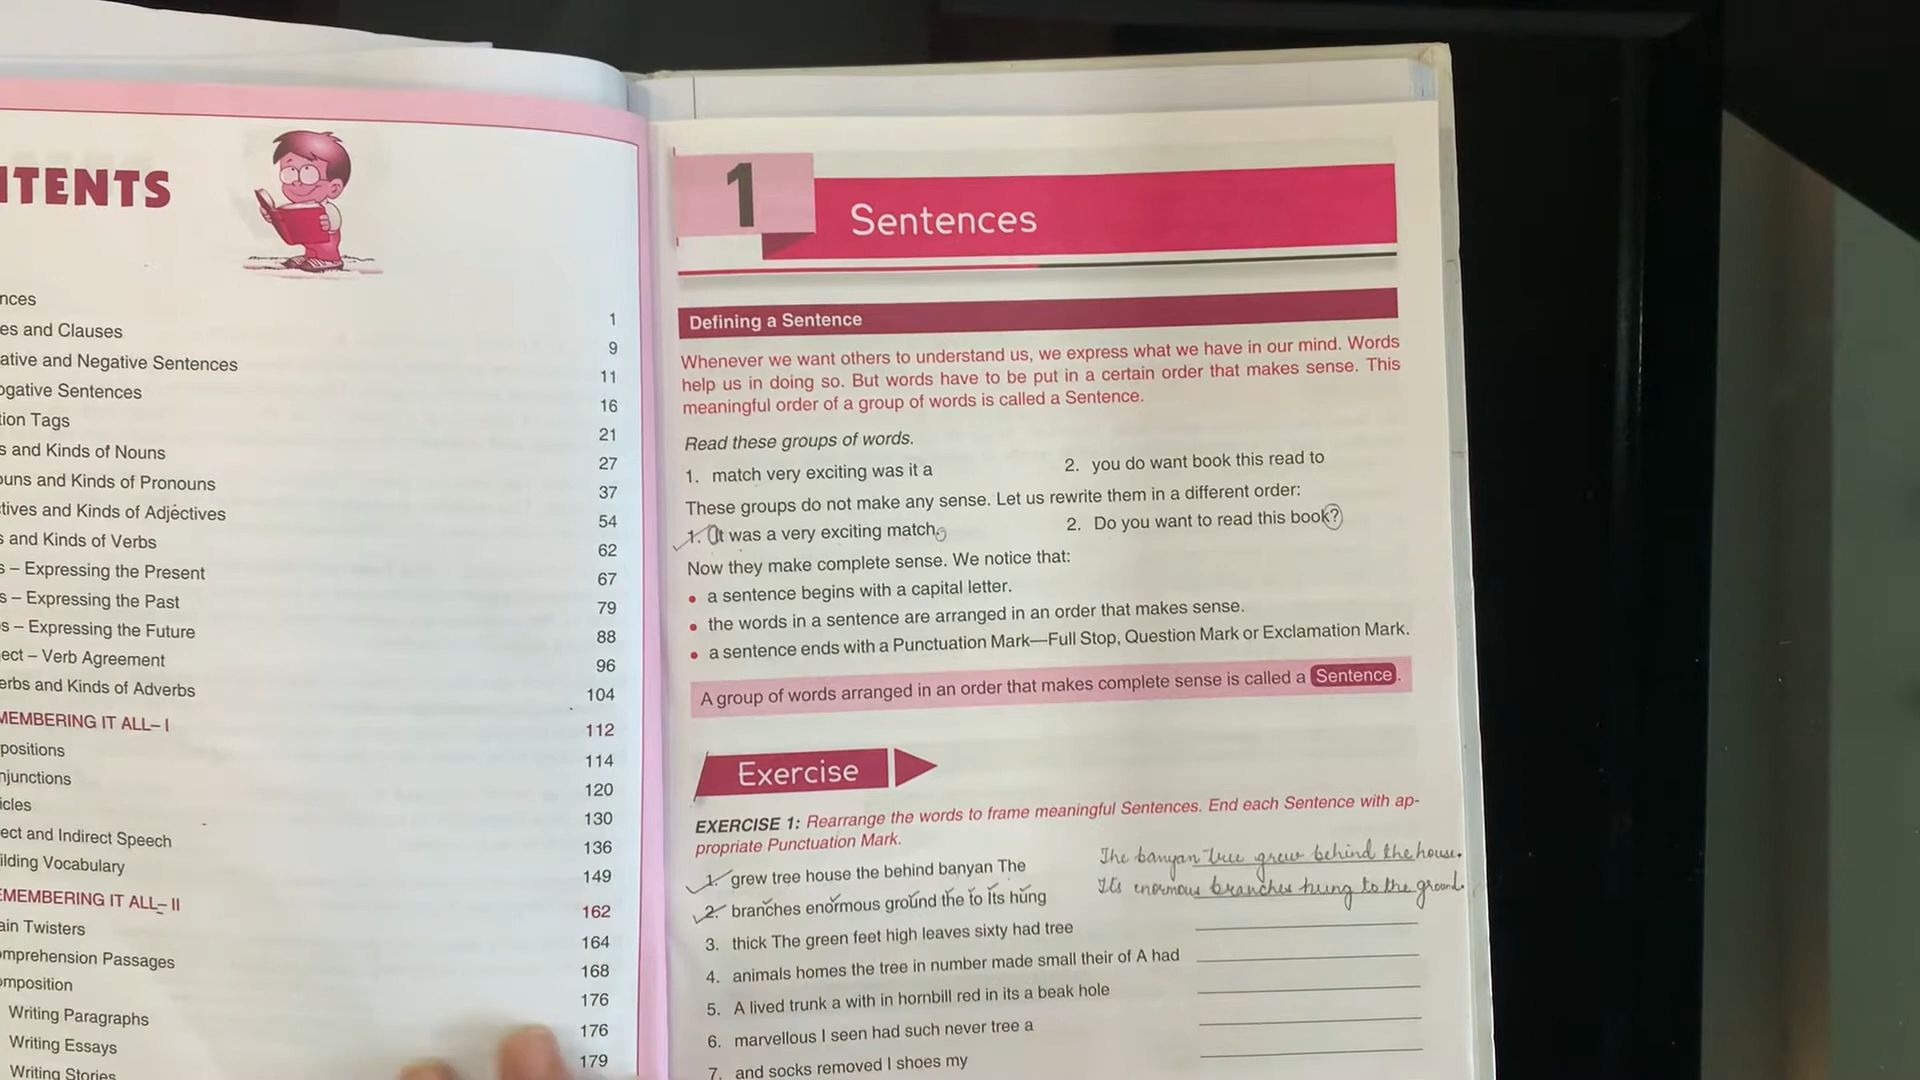 ITENTS
nces 1
es and Clauses 9
ative and Negative Sentences 11
ogative Sentences 16
tion Tags 21
s and Kinds of Nouns 27
ouns and Kinds of Pronouns 37
tives and Kinds of Adjectives 54
s and Kinds of Verbs 62
s – Expressing the Present 67
s – Expressing the Past 79
s – Expressing the Future 88
ect – Verb Agreement 96
erbs and Kinds of Adverbs 104
MEMBERING IT ALL–I 112
positions 114
njunctions 120
icles 130
ect and Indirect Speech 136
ilding Vocabulary 149
EMEMBERING IT ALL– II 162
ain Twisters 164
omprehension Passages 168
omposition 176
Writing Paragraphs 176
Writing Essays 179
Writing Stories
1
Sentences
Defining a Sentence
Whenever we want others to understand us, we express what we have in our mind. Words
help us in doing so. But words have to be put in a certain order that makes sense. This
meaningful order of a group of words is called a Sentence.
Read these groups of words.
1. match very exciting was it a 2. you do want book this read to
These groups do not make any sense. Let us rewrite them in a different order:
1. It was a very exciting match. 2. Do you want to read this book?
Now they make complete sense. We notice that:
• a sentence begins with a capital letter.
• the words in a sentence are arranged in an order that makes sense.
• a sentence ends with a Punctuation Mark—Full Stop, Question Mark or Exclamation Mark.
A group of words arranged in an order that makes complete sense is called a Sentence.
Exercise
EXERCISE 1: Rearrange the words to frame meaningful Sentences. End each Sentence with ap-
propriate Punctuation Mark.
1. grew tree house the behind banyan The The banyan tree grew behind the house.
2. branches enormous ground the to Its hung Its enormous branches hung to the ground.
3. thick The green feet high leaves sixty had tree
4. animals homes the tree in number made small their of A had
5. A lived trunk a with in hornbill red in its a beak hole
6. marvellous I seen had such never tree a
7. and socks removed I shoes my